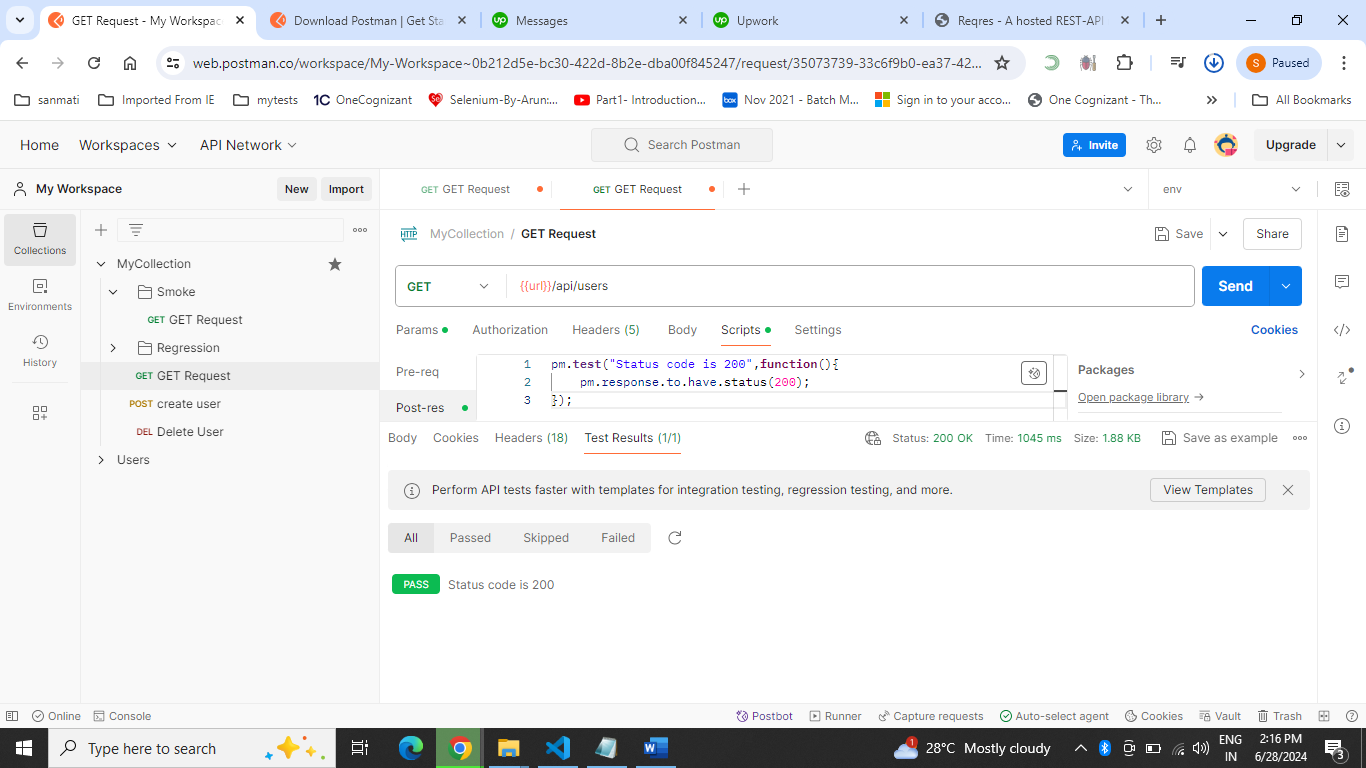 GET Request - My Workspace
Download Postman | Get Sta
Messages
Upwork
Reqres - A hosted REST-API
web.postman.co/workspace/My-Workspace~0b212d5e-bc30-422d-8b2e-dba00f845247/request/35073739-33c6f9b0-ea37-42...
S Paused
sanmati
Imported From IE
mytests
1C OneCognizant
Selenium-By-Arun:...
Part1- Introduction...
box Nov 2021 - Batch M...
Sign in to your acco...
One Cognizant - Th...
» All Bookmarks
Home Workspaces API Network
Search Postman
Invite
Upgrade
My Workspace
New Import
GET GET Request
GET GET Request
env
Collections
Environments
History
MyCollection
Smoke
GET GET Request
Regression
GET GET Request
POST create user
DEL Delete User
Users
HTTP MyCollection / GET Request
Save Share
GET {{url}}/api/users
Send
Params Authorization Headers (5) Body Scripts Settings
Cookies
Pre-req
Post-res
1 pm.test("Status code is 200",function(){
2 pm.response.to.have.status(200);
3 });
Packages
Open package library →
Body Cookies Headers (18) Test Results (1/1)
Status: 200 OK Time: 1045 ms Size: 1.88 KB Save as example
Perform API tests faster with templates for integration testing, regression testing, and more.
View Templates
All Passed Skipped Failed
PASS Status code is 200
Online Console
Postbot Runner Capture requests Auto-select agent Cookies Vault Trash
Type here to search
1 28°C Mostly cloudy
ENG
IN
2:16 PM
6/28/2024
3